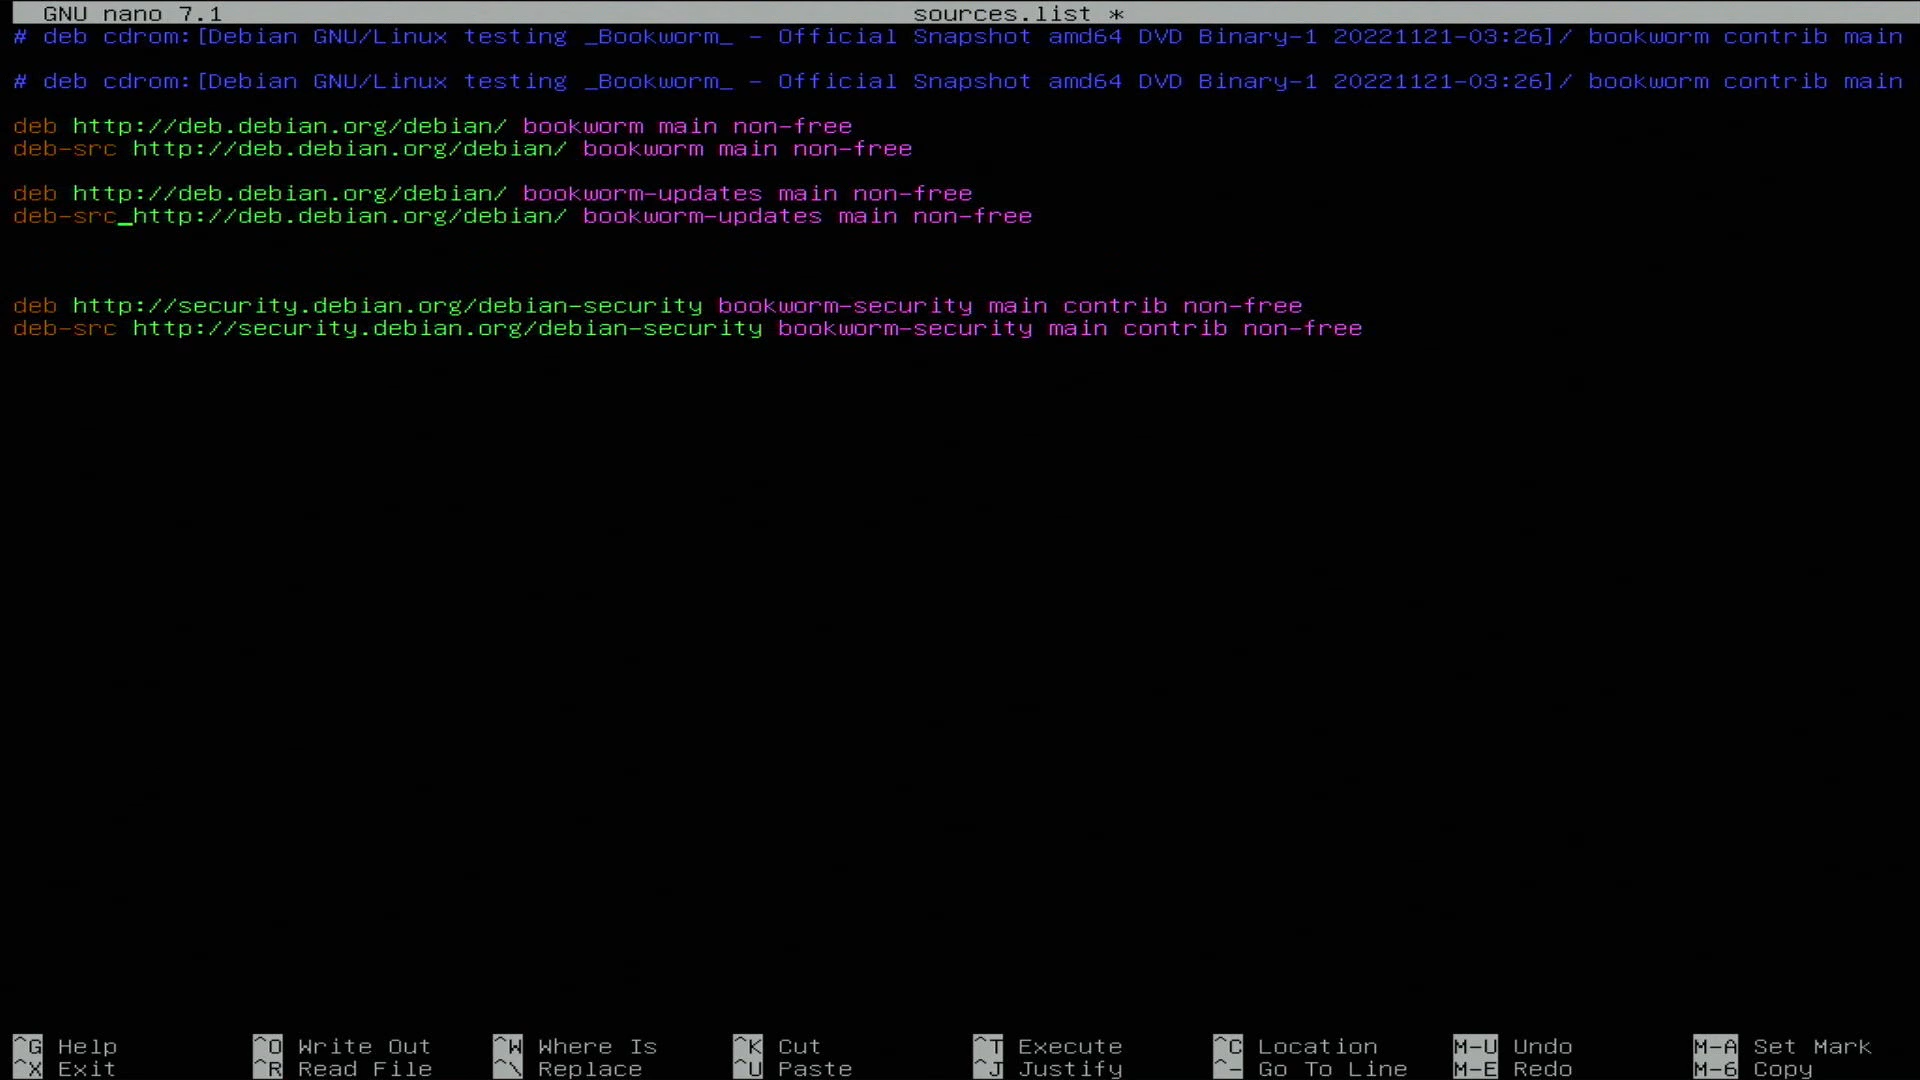 GNU nano 7.1 sources.list *
# deb cdrom:[Debian GNU/Linux testing _Bookworm_ - Official Snapshot amd64 DVD Binary-1 20221121-03:26]/ bookworm contrib main
# deb cdrom:[Debian GNU/Linux testing _Bookworm_ - Official Snapshot amd64 DVD Binary-1 20221121-03:26]/ bookworm contrib main
deb http://deb.debian.org/debian/ bookworm main non-free
deb-src http://deb.debian.org/debian/ bookworm main non-free
deb http://deb.debian.org/debian/ bookworm-updates main non-free
deb-src http://deb.debian.org/debian/ bookworm-updates main non-free
deb http://security.debian.org/debian-security bookworm-security main contrib non-free
deb-src http://security.debian.org/debian-security bookworm-security main contrib non-free
^G Help ^O Write Out ^W Where Is ^K Cut ^T Execute ^C Location M-U Undo M-A Set Mark
^X Exit ^R Read File ^\ Replace ^U Paste ^J Justify ^_ Go To Line M-E Redo M-6 Copy